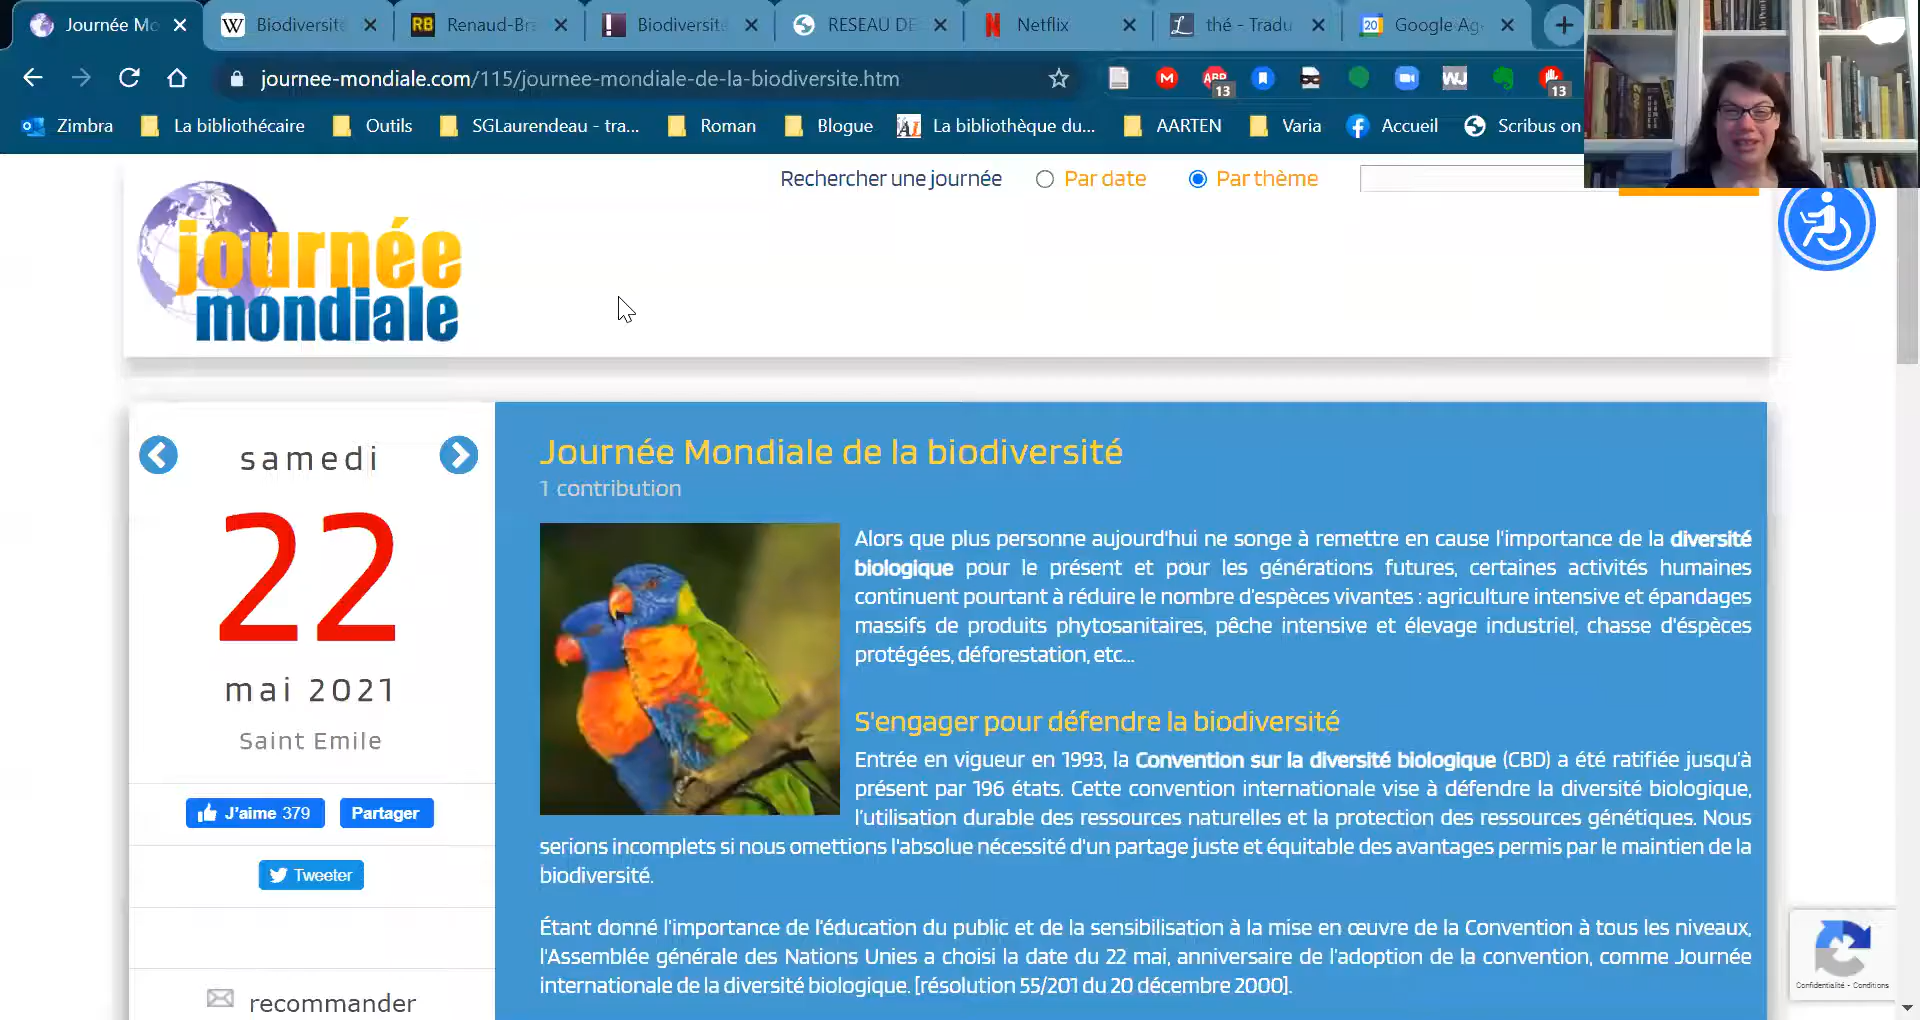 Journée Mo
Biodiversité
Renaud-Bra
Biodiversité
RESEAU DE
Netflix
thé - Tradu
Google Age
journee-mondiale.com/115/journee-mondiale-de-la-biodiversite.htm
13
13
Zimbra
La bibliothécaire
Outils
SGLaurendeau - tra...
Roman
Blogue
La bibliothèque du...
AARTEN
Varia
Accueil
Scribus on
Rechercher une journée
Par date
Par thème
journée
mondiale
samedi
22
mai 2021
Saint Emile
J'aime 379
Partager
Tweeter
recommander
Journée Mondiale de la biodiversité
1 contribution
Alors que plus personne aujourd'hui ne songe à remettre en cause l'importance de la diversité
biologique pour le présent et pour les générations futures, certaines activités humaines
continuent pourtant à réduire le nombre d'espèces vivantes : agriculture intensive et épandages
massifs de produits phytosanitaires, pêche intensive et élevage industriel, chasse d'éspèces
protégées, déforestation, etc...
S'engager pour défendre la biodiversité
Entrée en vigueur en 1993, la Convention sur la diversité biologique (CBD) a été ratifiée jusqu'à
présent par 196 états. Cette convention internationale vise à défendre la diversité biologique,
l'utilisation durable des ressources naturelles et la protection des ressources génétiques. Nous
serions incomplets si nous omettions l'absolue nécessité d'un partage juste et équitable des avantages permis par le maintien de la
biodiversité.
Étant donné l'importance de l'éducation du public et de la sensibilisation à la mise en œuvre de la Convention à tous les niveaux,
l'Assemblée générale des Nations Unies a choisi la date du 22 mai, anniversaire de l'adoption de la convention, comme Journée
internationale de la diversité biologique. [résolution 55/201 du 20 décembre 2000].
Confidentialité - Conditions